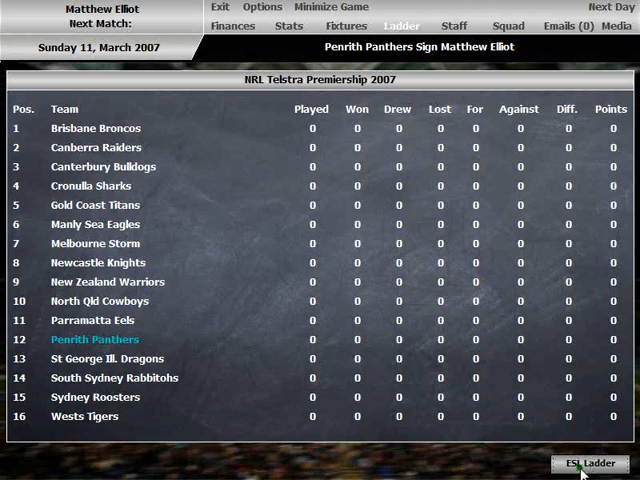 Matthew Elliot
Next Match:
Exit Options Minimize Game Next Day
Finances Stats Fixtures Ladder Staff Squad Emails (0) Media
Sunday 11, March 2007
Penrith Panthers Sign Matthew Elliot
NRL Telstra Premiership 2007
Pos. Team Played Won Drew Lost For Against Diff. Points
1 Brisbane Broncos 0 0 0 0 0 0 0 0
2 Canberra Raiders 0 0 0 0 0 0 0 0
3 Canterbury Bulldogs 0 0 0 0 0 0 0 0
4 Cronulla Sharks 0 0 0 0 0 0 0 0
5 Gold Coast Titans 0 0 0 0 0 0 0 0
6 Manly Sea Eagles 0 0 0 0 0 0 0 0
7 Melbourne Storm 0 0 0 0 0 0 0 0
8 Newcastle Knights 0 0 0 0 0 0 0 0
9 New Zealand Warriors 0 0 0 0 0 0 0 0
10 North Qld Cowboys 0 0 0 0 0 0 0 0
11 Parramatta Eels 0 0 0 0 0 0 0 0
12 Penrith Panthers 0 0 0 0 0 0 0 0
13 St George Ill. Dragons 0 0 0 0 0 0 0 0
14 South Sydney Rabbitohs 0 0 0 0 0 0 0 0
15 Sydney Roosters 0 0 0 0 0 0 0 0
16 Wests Tigers 0 0 0 0 0 0 0 0
ESL Ladder